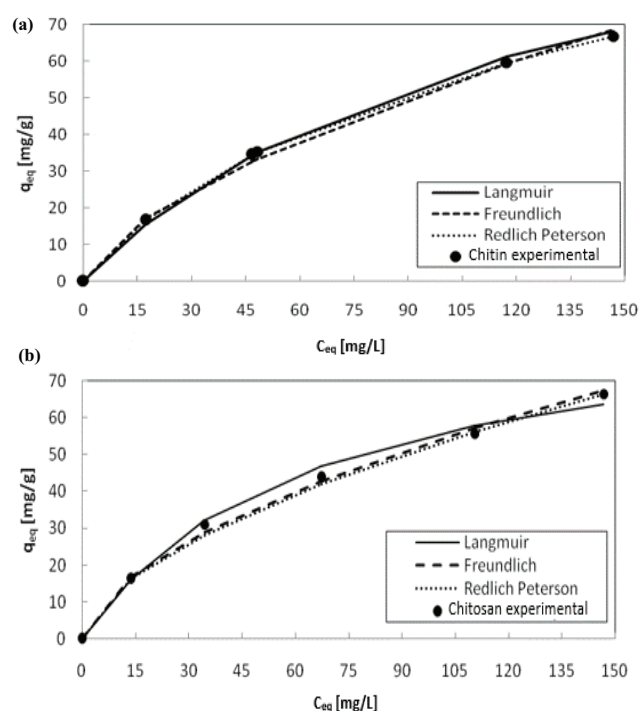 (a)
70
60
50
40
30
20
10
0
q_eq [mg/g]
Langmuir
Freundlich
Redlich Peterson
Chitin experimental
0 15 30 45 60 75 90 105 120 135 150
C_eq [mg/L]
(b)
70
60
50
40
30
20
10
0
q_eq [mg/g]
Langmuir
Freundlich
Redlich Peterson
Chitosan experimental
0 15 30 45 60 75 90 105 120 135 150
C_eq [mg/L]